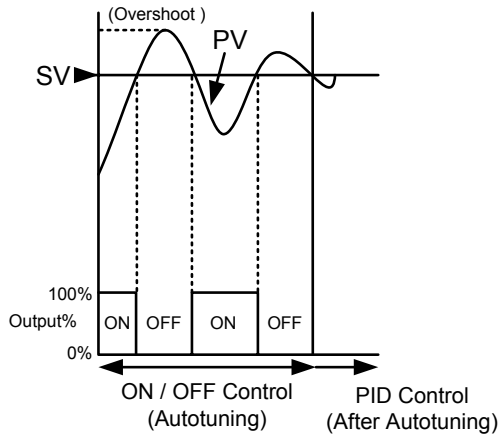 (Overshoot )
PV
SV
100%
Output%
ON
OFF
ON
OFF
0%
ON / OFF Control
(Autotuning)
PID Control
(After Autotuning)